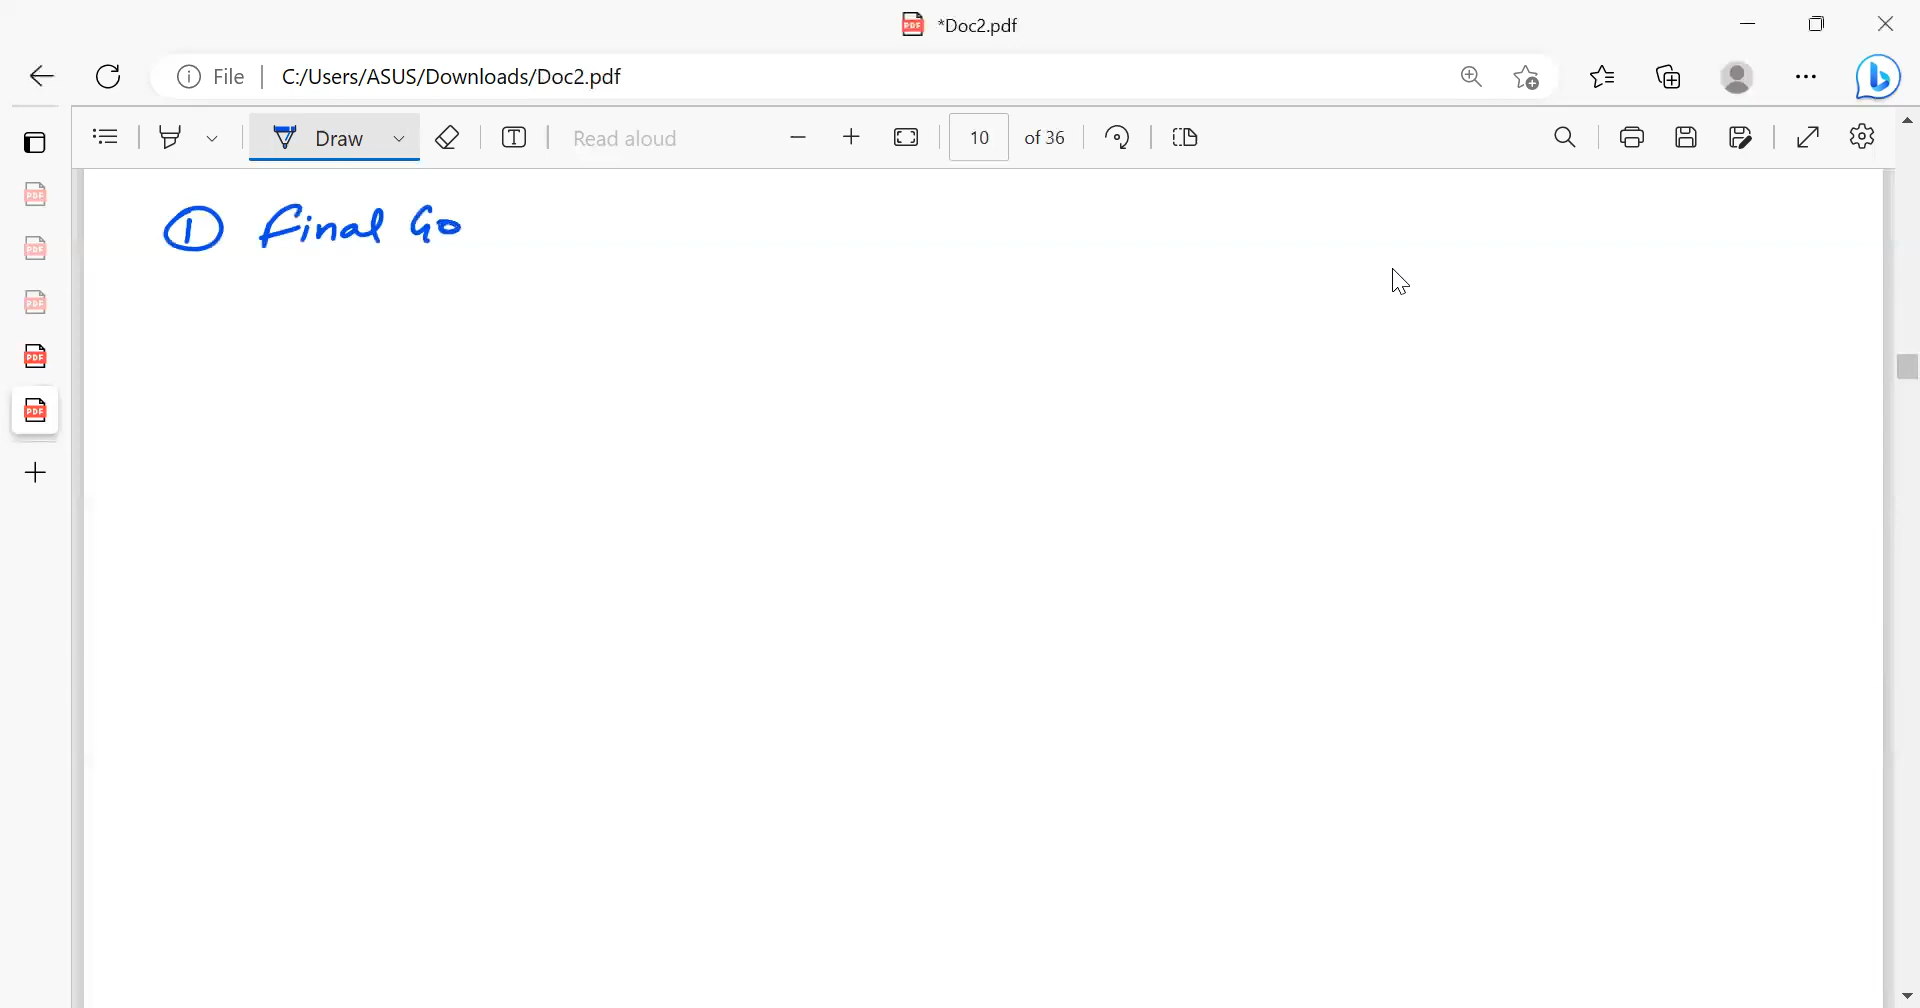 *Doc2.pdf
File C:/Users/ASUS/Downloads/Doc2.pdf
Draw Read aloud 10 of 36
① Final Go